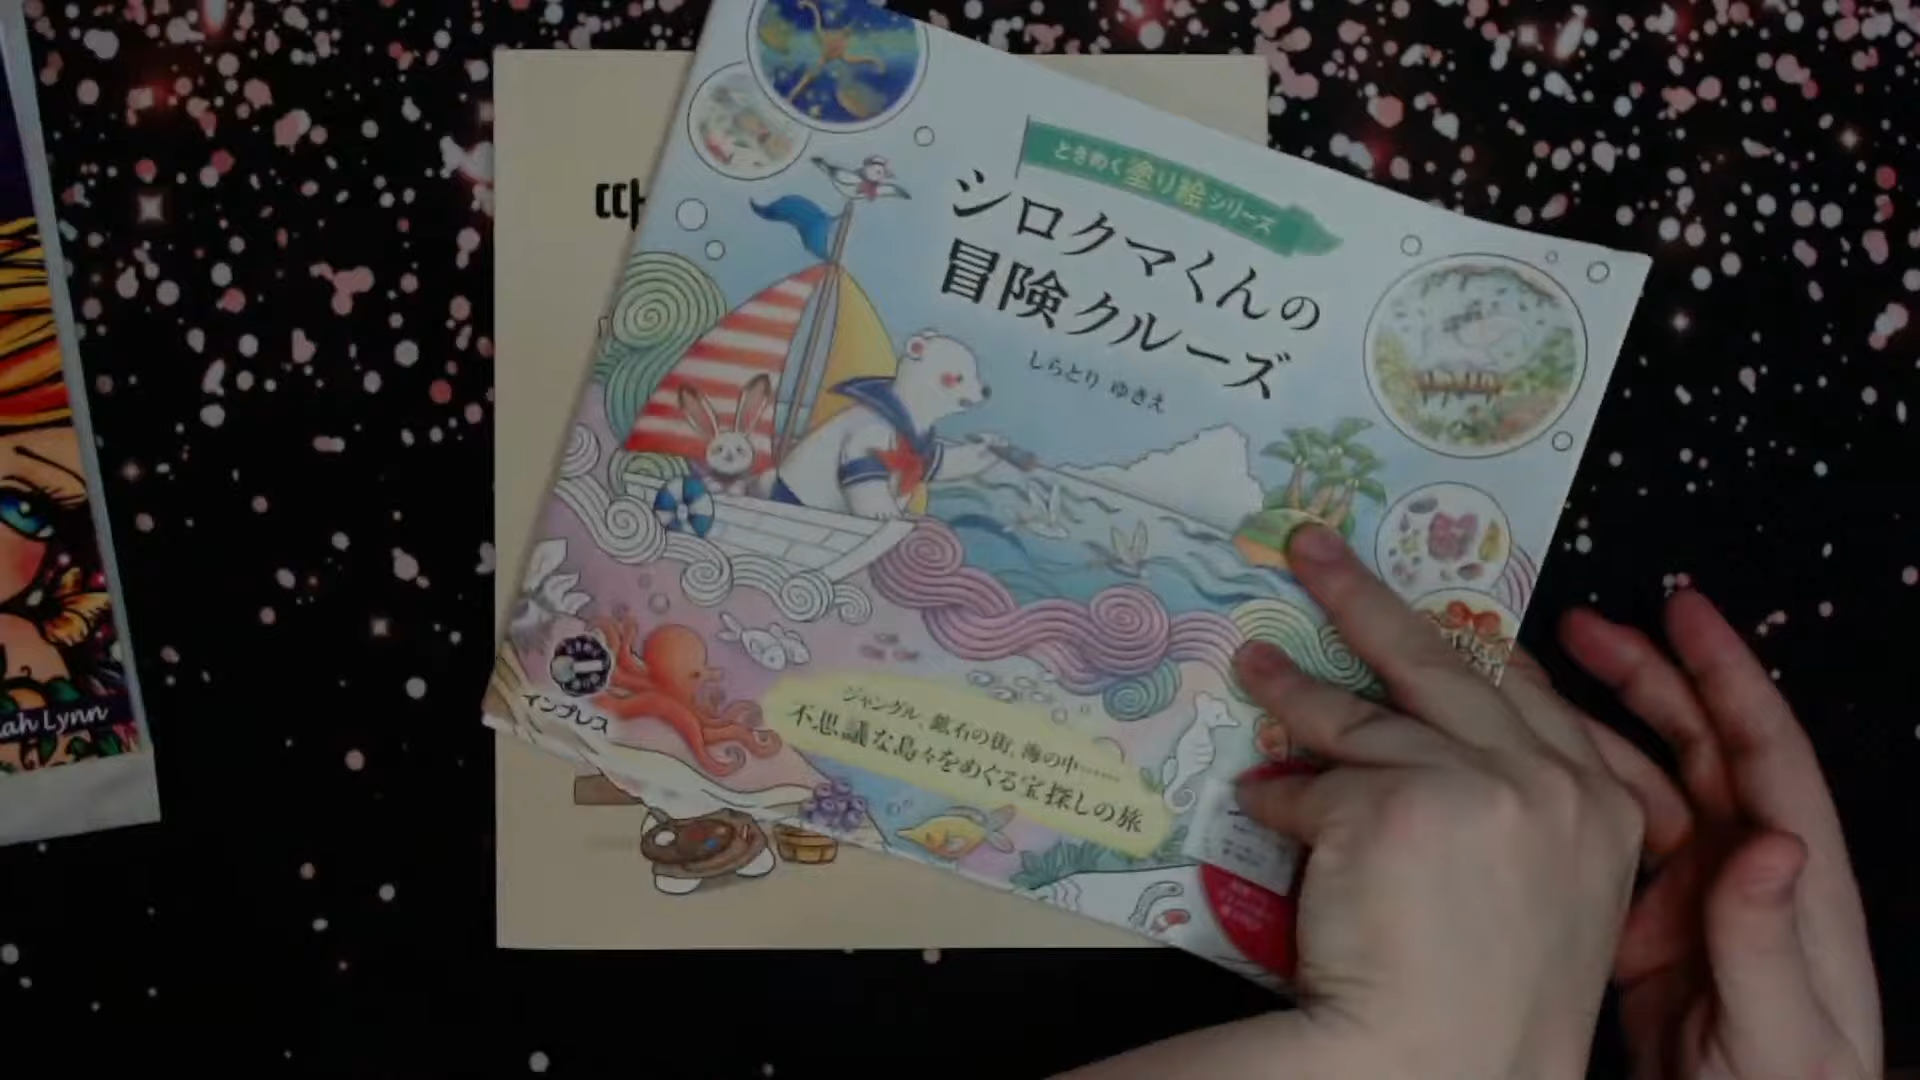 ときめく塗り絵シリーズ
シロクマくんの
冒険クルーズ
しらとり ゆきえ
ジャングル、鉱石の街、海の中……
不思議な島々をめぐる宝探しの旅
インプレス
따
ah Lynn